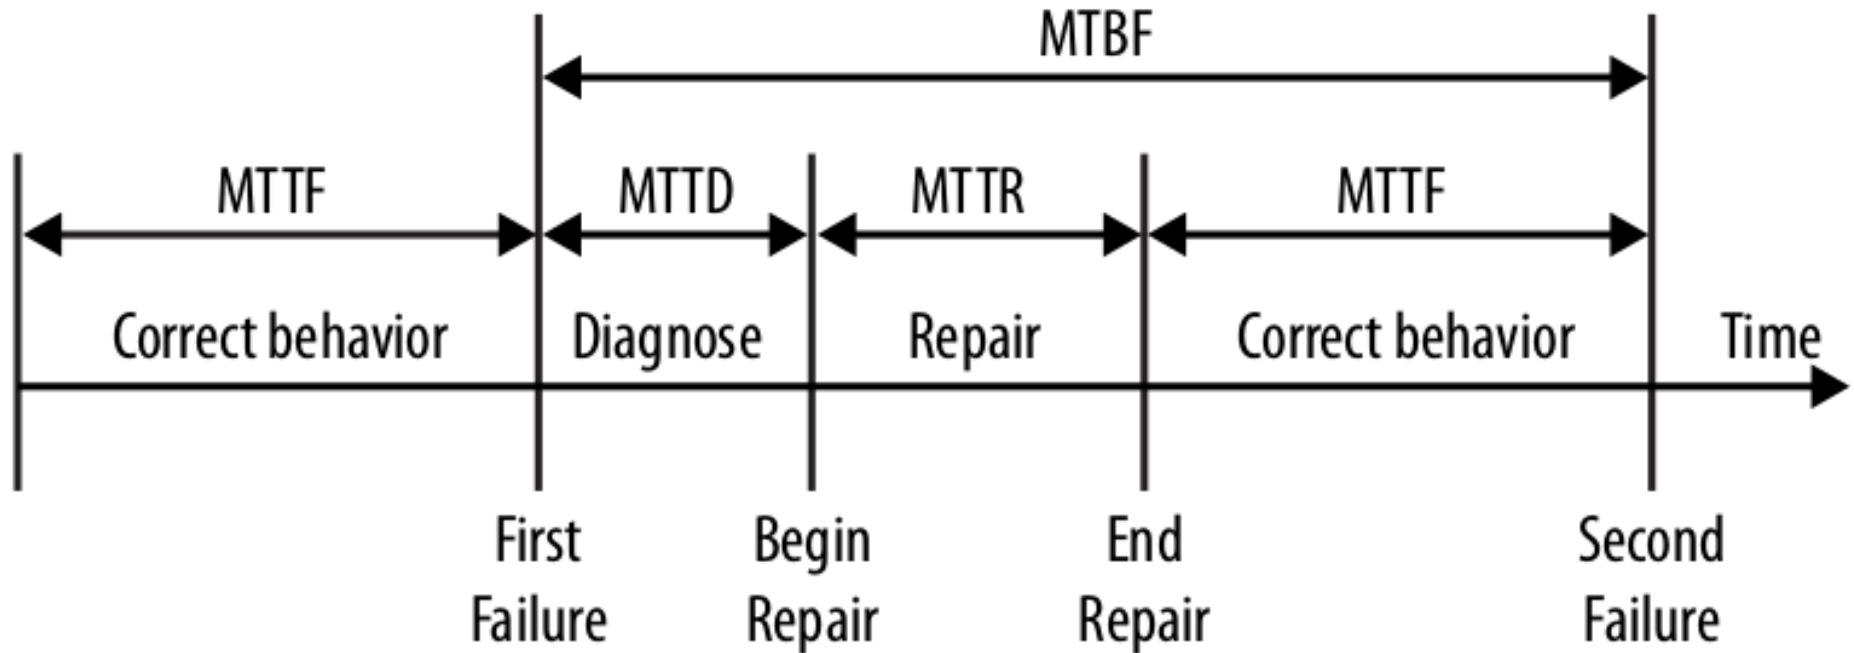 MTBF
MTTF
MTTD
MTTR
MTTF
Correct behavior
Diagnose
Repair
Correct behavior
Time
First
Failure
Begin
Repair
End
Repair
Second
Failure